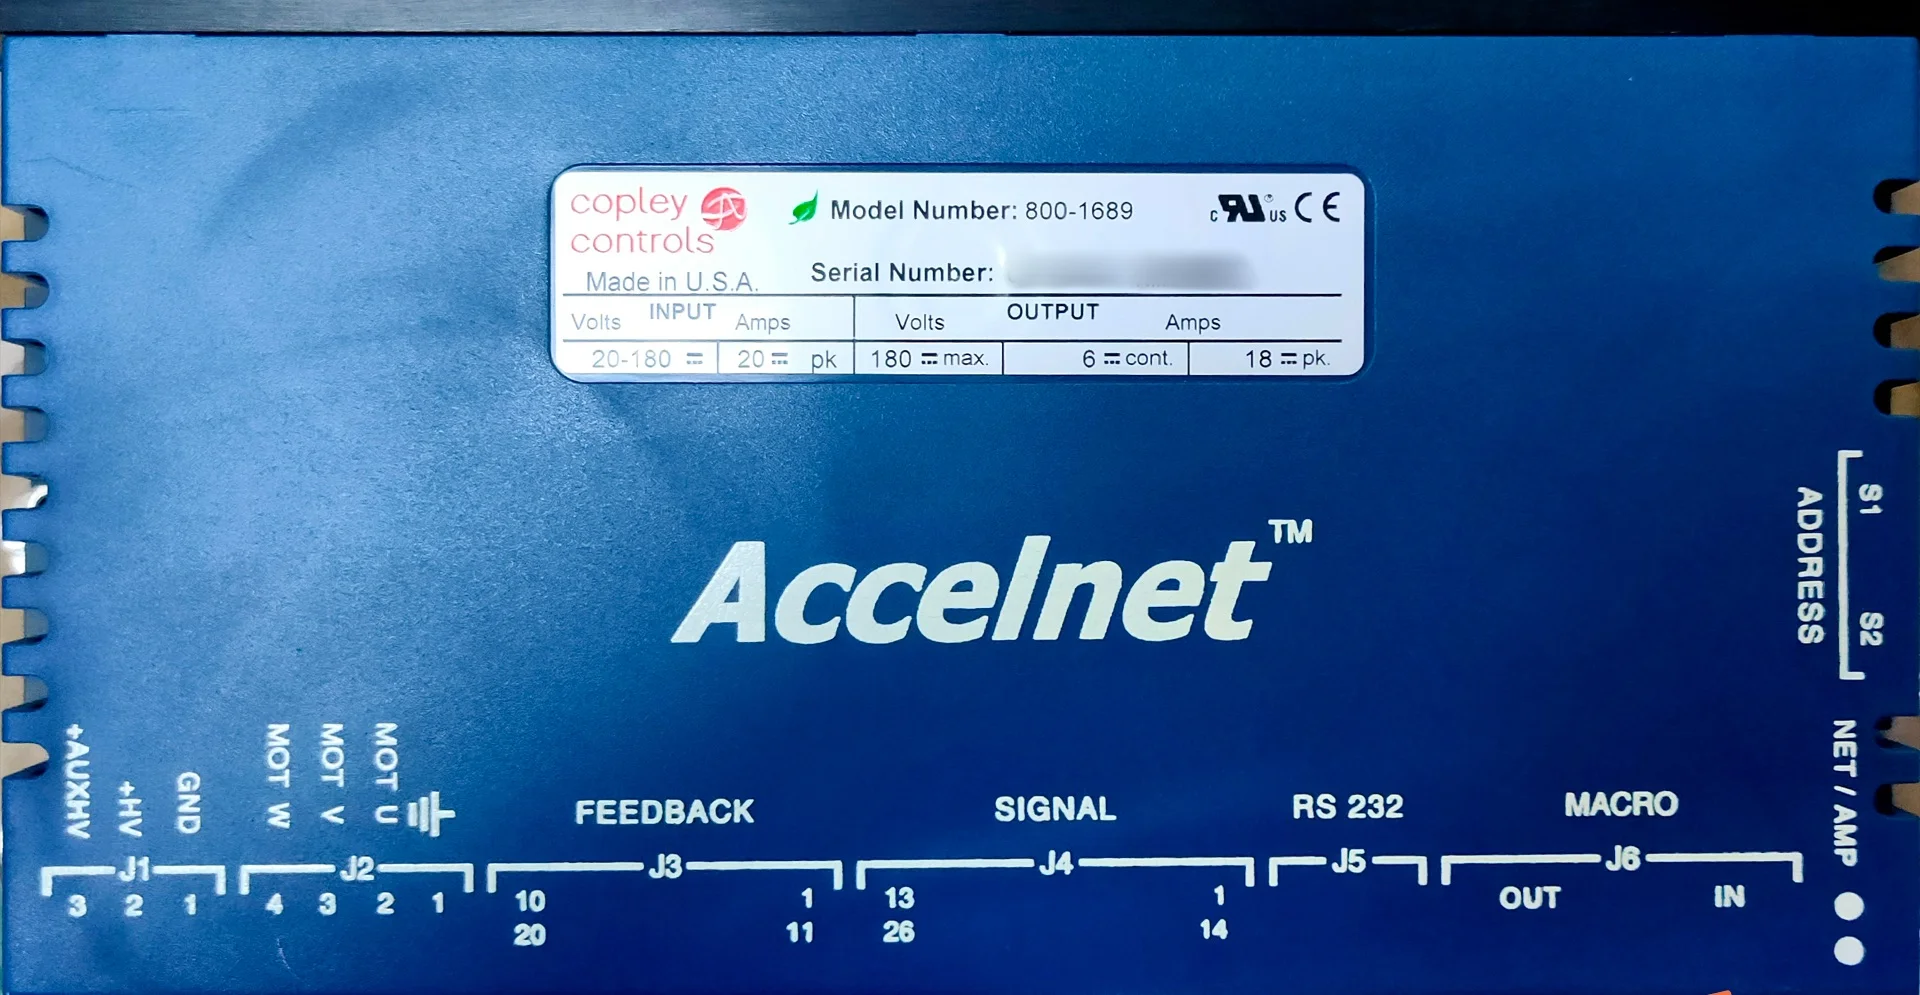 copley
controls
Made in U.S.A.
Model Number: 800-1689
c RU ® US CE
Serial Number:
INPUT
Volts Amps
OUTPUT
Volts Amps
20-180 ⎓ 20 ⎓ pk 180 ⎓ max. 6 ⎓ cont. 18 ⎓ pk.
Accelnet™
S1 S2
ADDRESS
NET / AMP
+AUXHV +HV GND
J1
3 2 1
MOT W MOT V MOT U
J2
4 3 2 1
FEEDBACK
J3
10 1
20 11
SIGNAL
J4
13 1
26 14
RS 232
J5
MACRO
J6
OUT IN